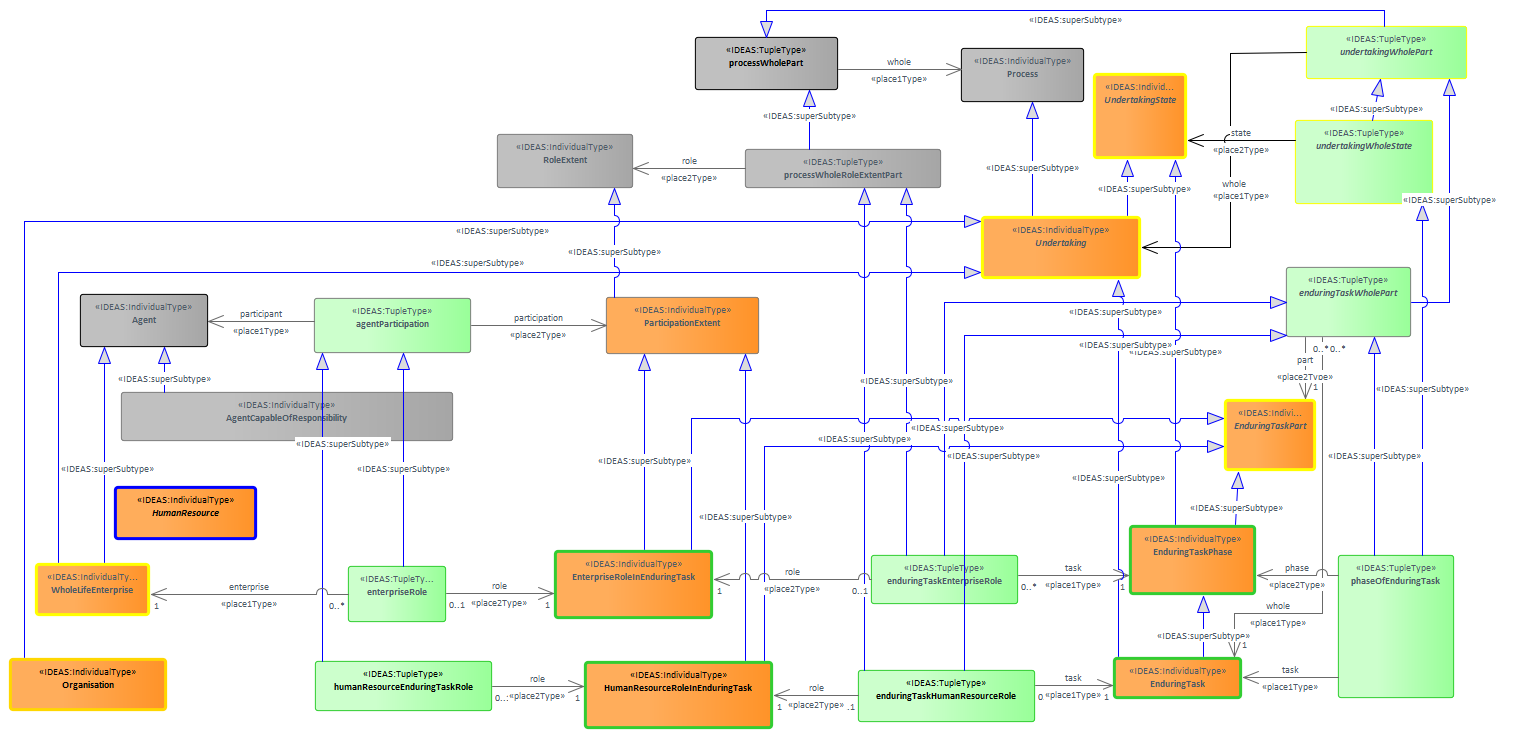 «IDEAS:superSubtype»
«IDEAS:TupleType»
undertakingWholePart
«IDEAS:TupleType»
processWholePart
whole
«place1Type»
«IDEAS:IndividualType»
Process
«IDEAS:Individ...
UndertakingState
«IDEAS:superSubtype»
«IDEAS:superSubtype»
«IDEAS:TupleType»
undertakingWholeState
state
«place2Type»
«IDEAS:IndividualType»
RoleExtent
role
«place2Type»
«IDEAS:TupleType»
processWholeRoleExtentPart
«IDEAS:superSubtype»
«IDEAS:superSubtype»
whole
«place1Type»
«IDEAS:superSubtype»
«IDEAS:superSubtype»
«IDEAS:IndividualType»
Undertaking
«IDEAS:superSubtype»
«IDEAS:superSubtype»
«IDEAS:TupleType»
enduringTaskWholePart
«IDEAS:IndividualType»
Agent
participant
«place1Type»
«IDEAS:TupleType»
agentParticipation
participation
«place2Type»
«IDEAS:IndividualType»
ParticipationExtent
«IDEAS:superSubtype»
«IDEAS:superSubtype»
«IDEAS:superSubtype»
0..*
0..*
part
«place2Type»
1
«IDEAS:superSubtype»
«IDEAS:superSubtype»
«IDEAS:superSubtype»
«IDEAS:IndividualType»
AgentCapableOfResponsibility
«IDEAS:Indivi...
EnduringTaskPart
«IDEAS:superSubtype»
«IDEAS:superSubtype»
«IDEAS:superSubtype»
«IDEAS:superSubtype»
«IDEAS:superSubtype»
«IDEAS:superSubtype»
«IDEAS:superSubtype»
«IDEAS:superSubtype»
«IDEAS:superSubtype»
«IDEAS:IndividualType»
HumanResource
«IDEAS:superSubtype»
«IDEAS:superSubtype»
«IDEAS:IndividualTy...
WholeLifeEnterprise
1
enterprise
«place1Type»
0..*
«IDEAS:TupleTy...
enterpriseRole
0..1
role
«place2Type»
1
«IDEAS:IndividualType»
EnterpriseRoleInEnduringTask
1
role
«place2Type»
0..1
«IDEAS:TupleType»
enduringTaskEnterpriseRole
0..*
task
«place1Type»
1
«IDEAS:IndividualType»
EnduringTaskPhase
phase
«place2Type»
«IDEAS:TupleType»
phaseOfEnduringTask
whole
«place1Type»
«IDEAS:superSubtype»
1
«IDEAS:IndividualType»
Organisation
«IDEAS:TupleType»
humanResourceEnduringTaskRole
0..
role
«place2Type»
1
«IDEAS:IndividualType»
HumanResourceRoleInEnduringTask
1
role
«place2Type»
.1
«IDEAS:TupleType»
enduringTaskHumanResourceRole
0
task
«place1Type»
1
«IDEAS:IndividualType»
EnduringTask
task
«place1Type»